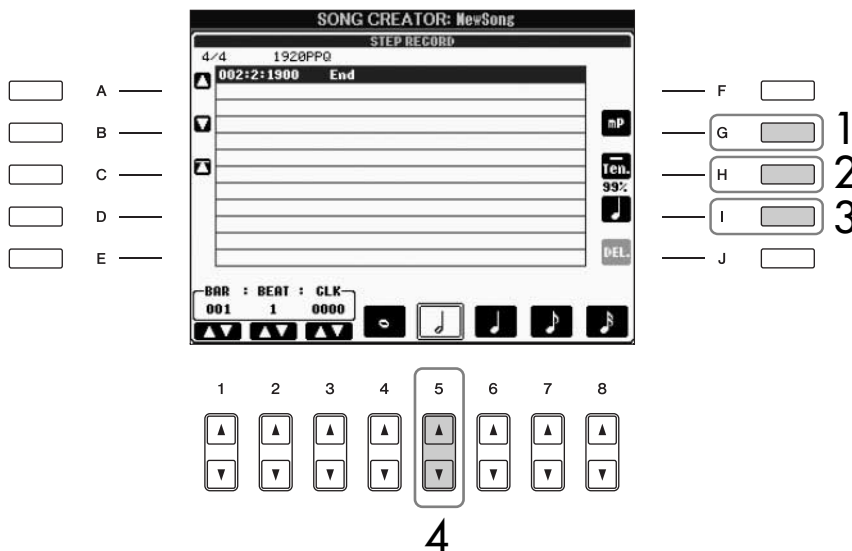 SONG CREATOR: NewSong
STEP RECORD
4/4 1920PPQ
002:2:1900 End
A
B
C
D
E
F
G
H
I
J
1
2
3
mP
Ten.
99%
DEL.
BAR : BEAT : CLK
001 1 0000
1 2 3 4 5 6 7 8
4